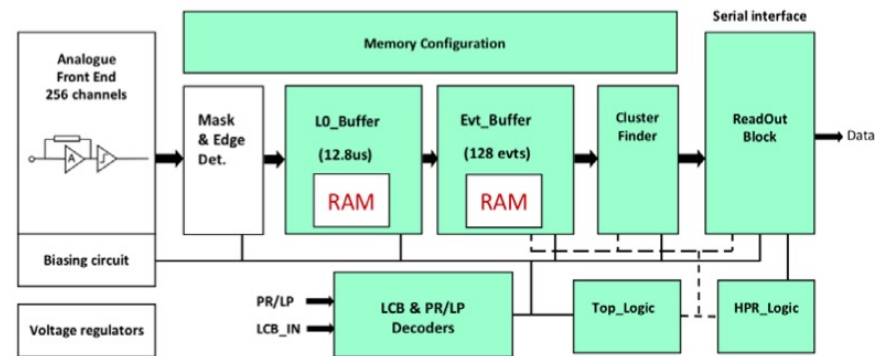 Serial interface
Memory Configuration
Analogue
Front End
256 channels
A
Mask
& Edge
Det.
L0_Buffer
(12.8us)
RAM
Evt_Buffer
(128 evts)
RAM
Cluster
Finder
ReadOut
Block
Data
Biasing circuit
Voltage regulators
PR/LP
LCB_IN
LCB & PR/LP
Decoders
Top_Logic
HPR_Logic